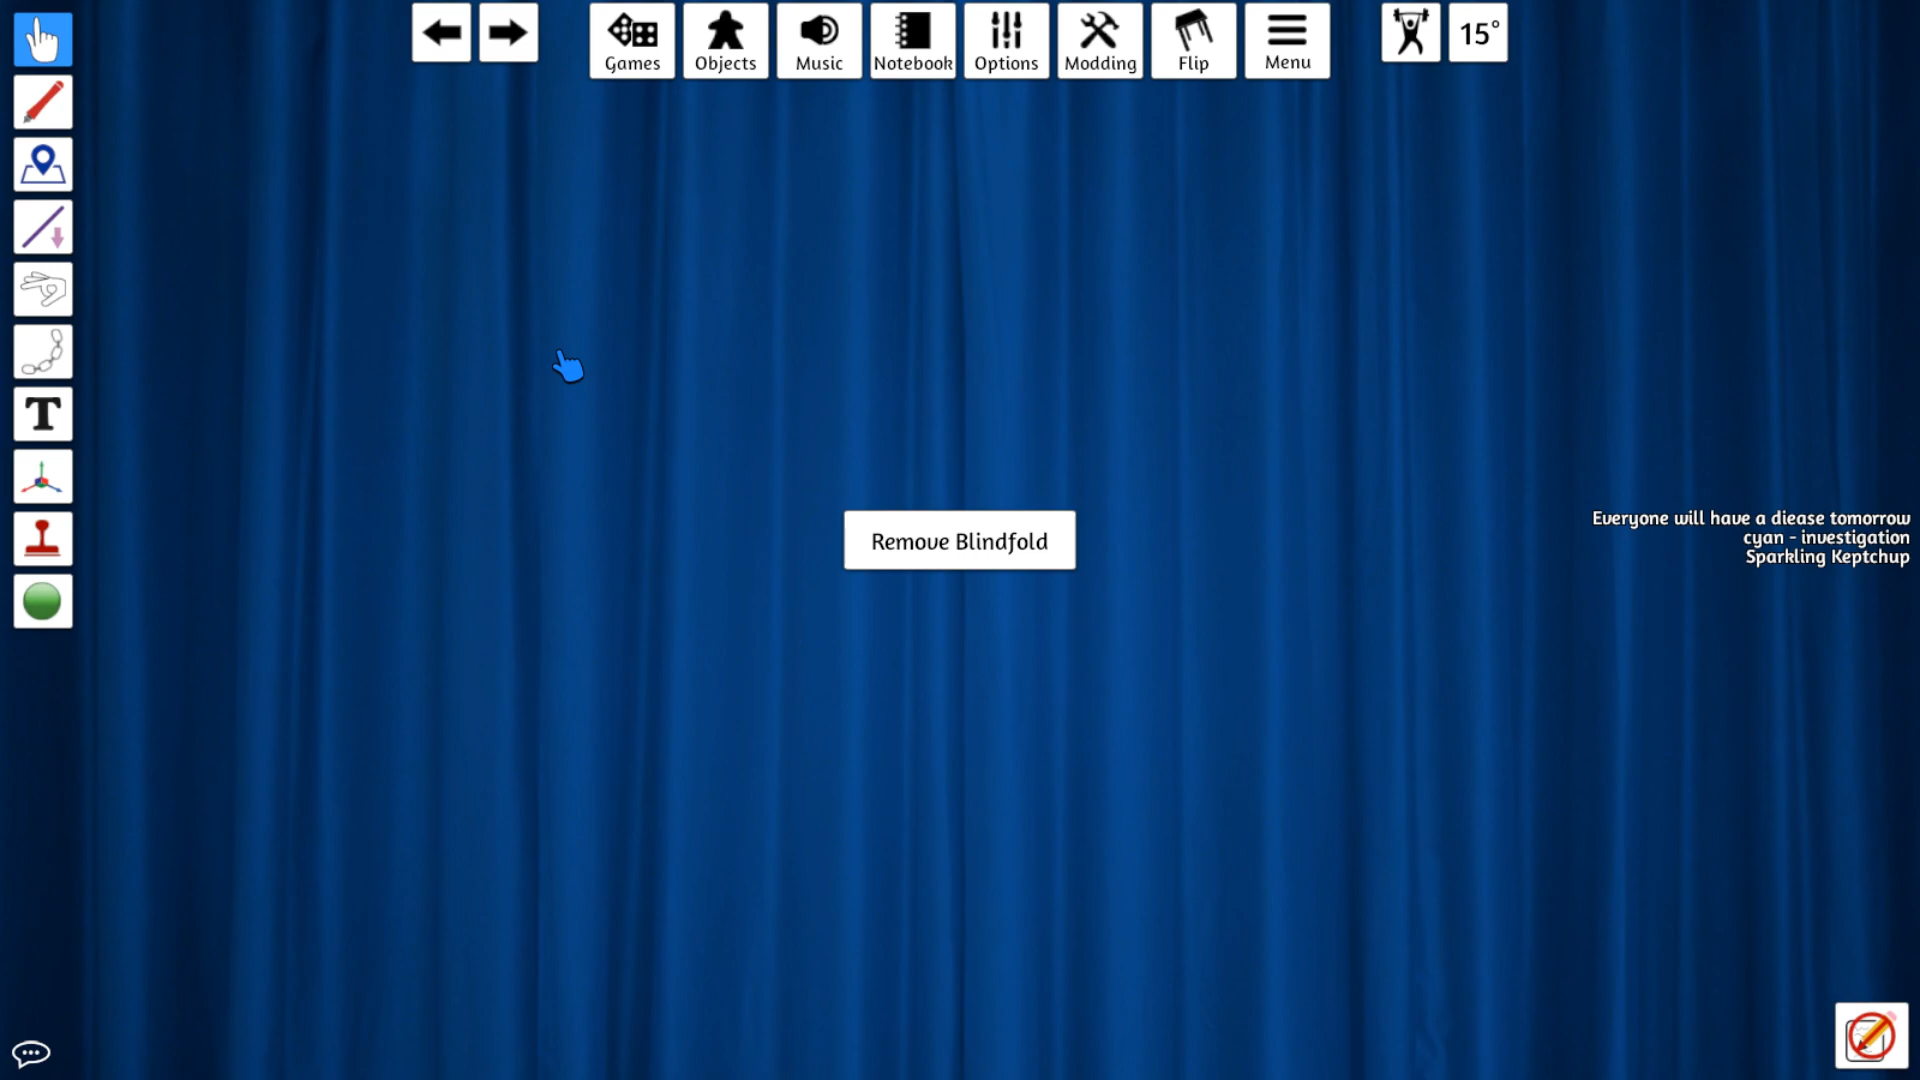 Games
Objects
Music
Notebook
Options
Modding
Flip
Menu
15°
T
Remove Blindfold
Everyone will have a diease tomorrow
cyan - investigation
Sparkling Keptchup